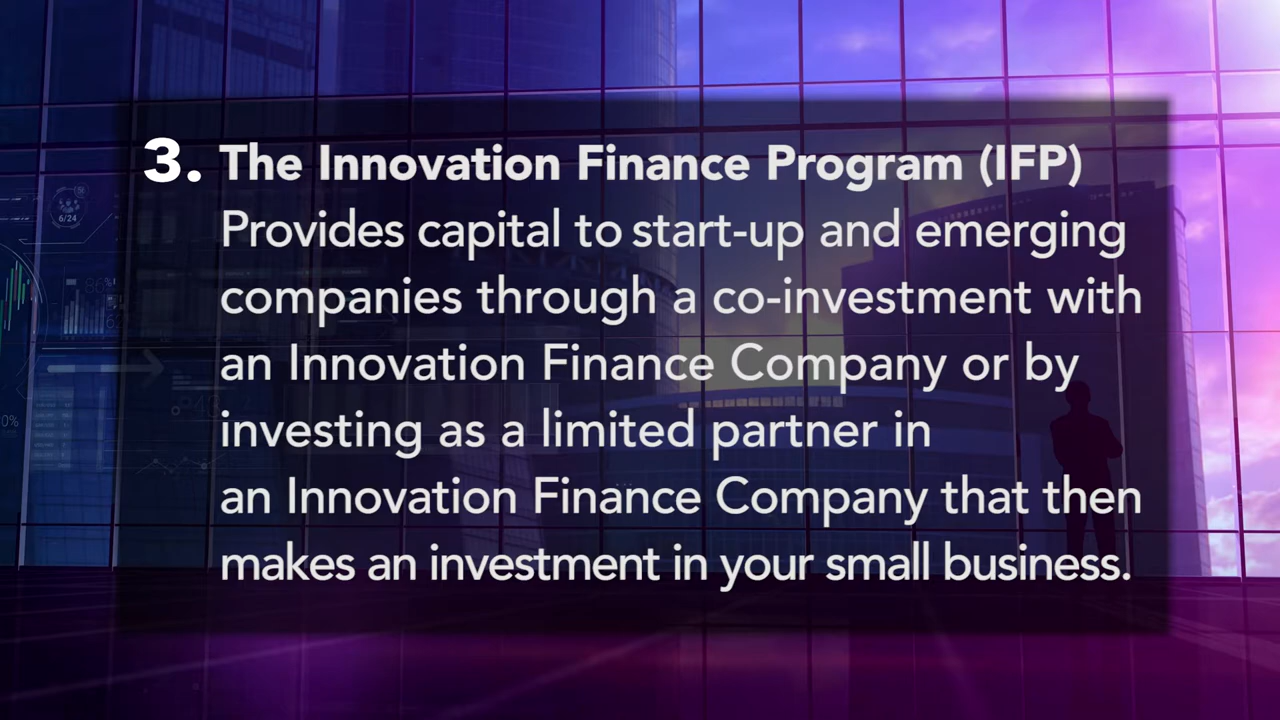 3. The Innovation Finance Program (IFP)
Provides capital to start-up and emerging
companies through a co-investment with
an Innovation Finance Company or by
investing as a limited partner in
an Innovation Finance Company that then
makes an investment in your small business.
6/24